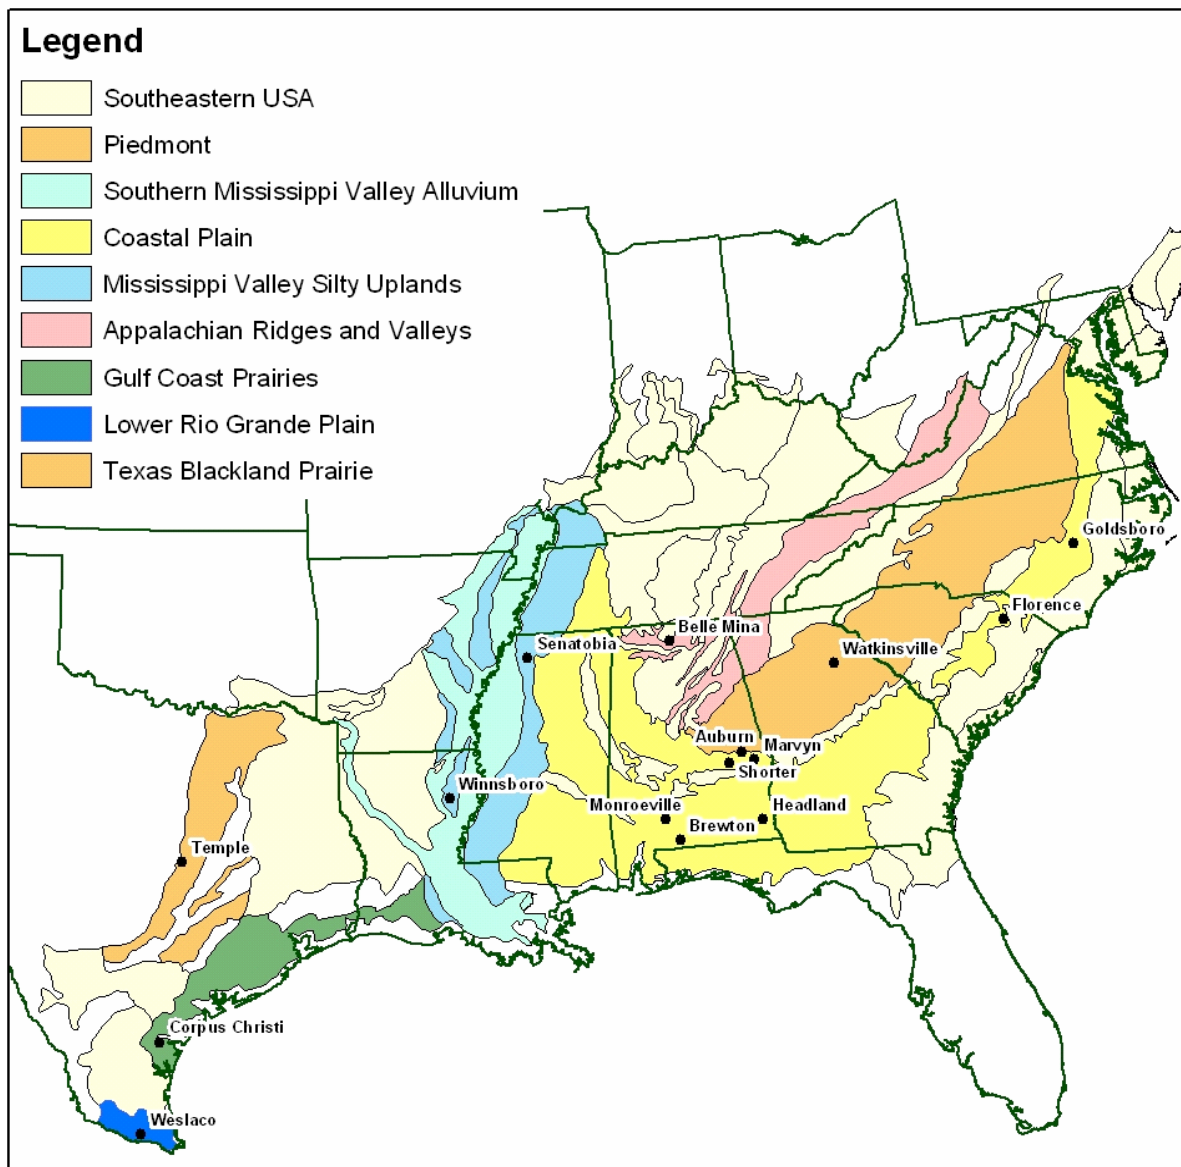 Legend
Southeastern USA
Piedmont
Southern Mississippi Valley Alluvium
Coastal Plain
Mississippi Valley Silty Uplands
Appalachian Ridges and Valleys
Gulf Coast Prairies
Lower Rio Grande Plain
Texas Blackland Prairie
Goldsboro
Florence
Belle Mina
Senatobia
Watkinsville
Auburn
Marvyn
Shorter
Winnsboro
Monroeville
Headland
Brewton
Temple
Corpus Christi
Weslaco